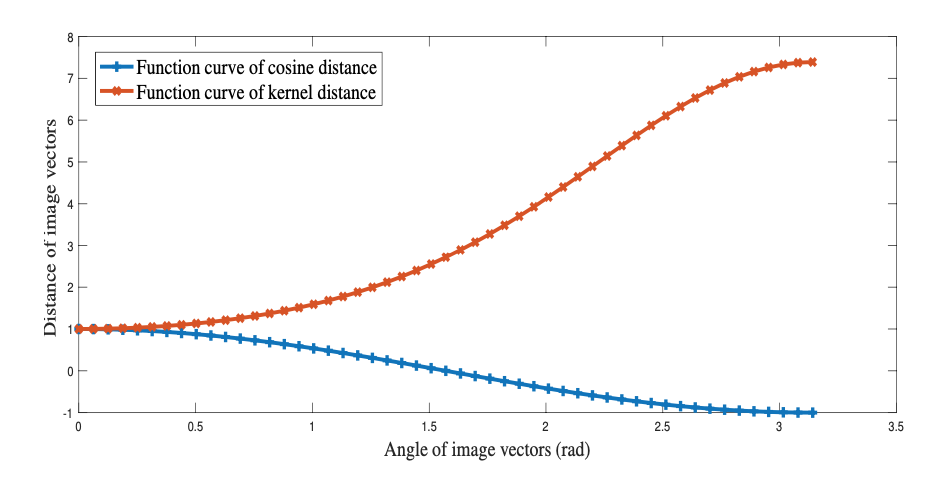 8
7
6
5
4
3
2
1
0
-1
Distance of image vectors
Function curve of cosine distance
Function curve of kernel distance
0 0.5 1 1.5 2 2.5 3 3.5
Angle of image vectors (rad)